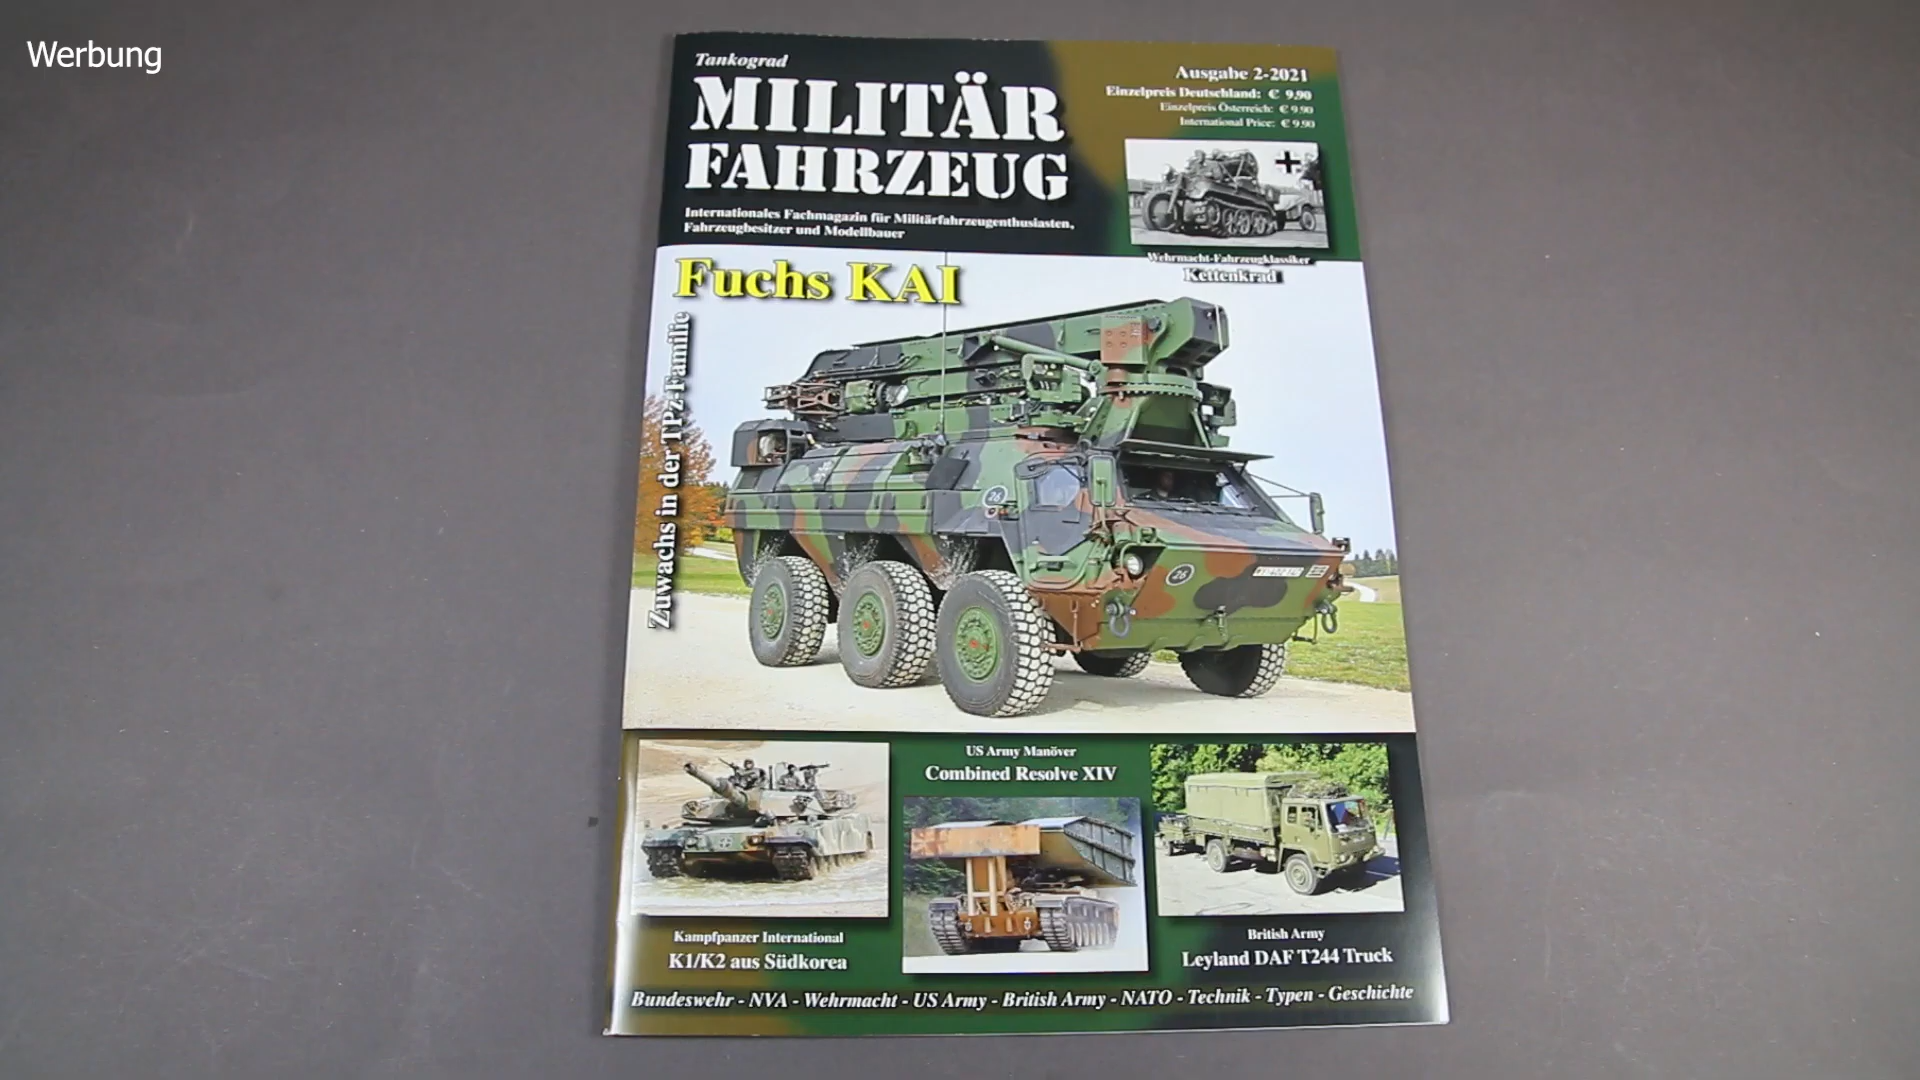 Werbung
Tankograd
MILITÄR
FAHRZEUG
Internationales Fachmagazin für Militärfahrzeugenthusiasten,
Fahrzeugbesitzer und Modellbauer
Ausgabe 2-2021
Einzelpreis Deutschland: € 9,90
Einzelpreis Österreich: € 9,90
International Price: € 9,90
Wehrmacht-Fahrzeugklassiker
Kettenkrad
Fuchs KAI
Zuwachs in der TPz-Familie
26
26
Kampfpanzer International
K1/K2 aus Südkorea
US Army Manöver
Combined Resolve XIV
British Army
Leyland DAF T244 Truck
Bundeswehr - NVA - Wehrmacht - US Army - British Army - NATO - Technik - Typen - Geschichte